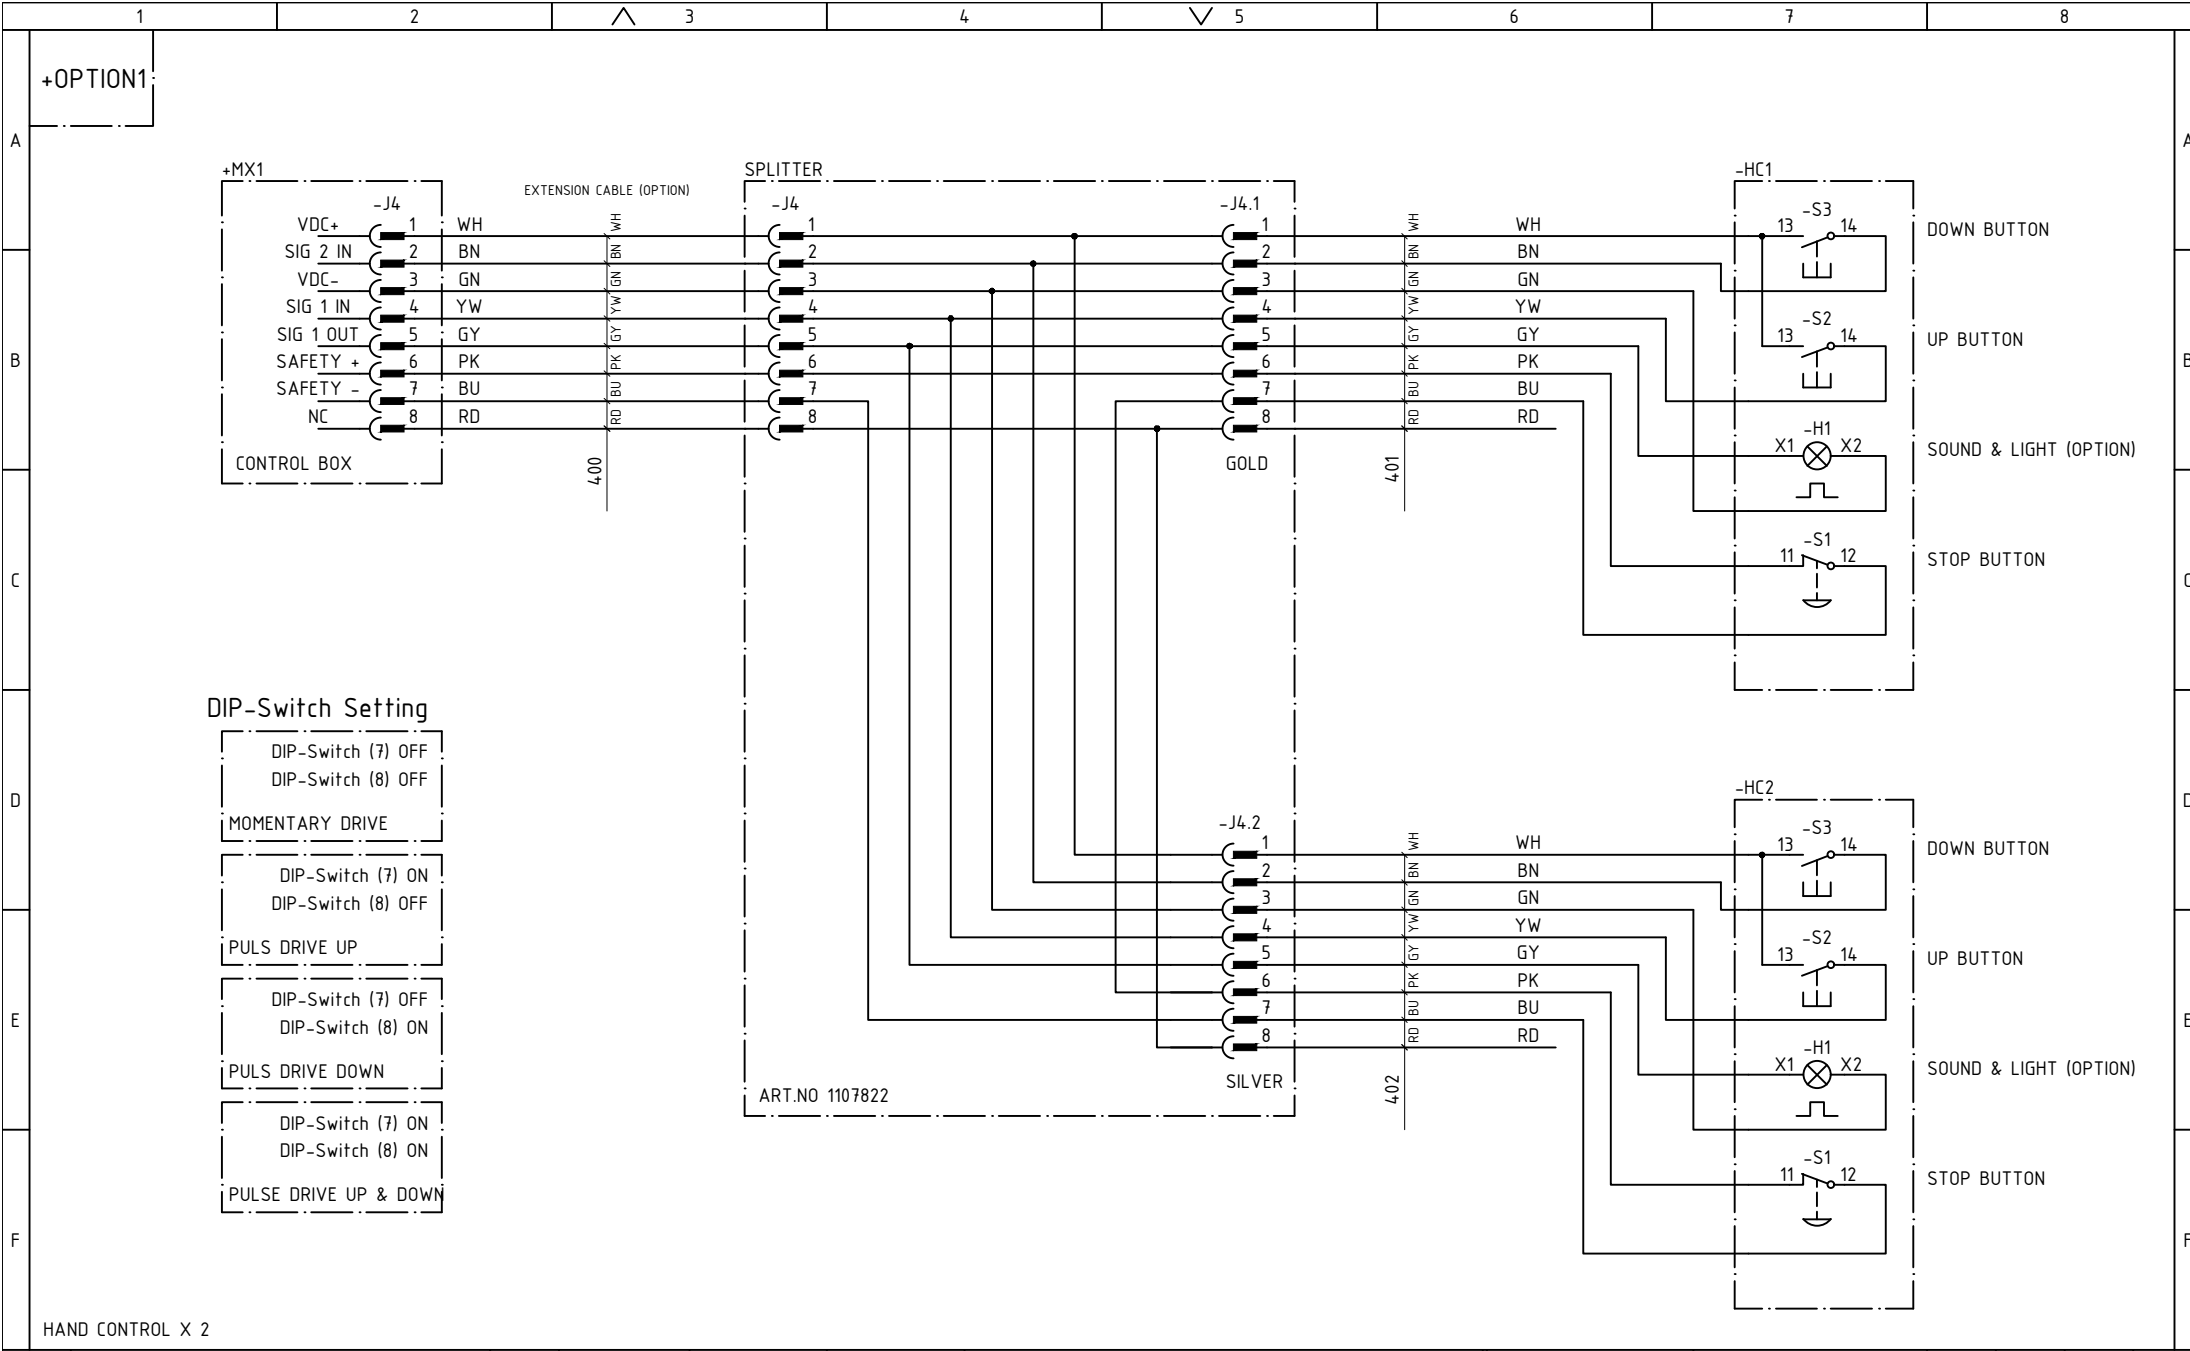 1 2 3 4 5 6 7 8
+OPTION1
A A
+MX1
EXTENSION CABLE (OPTION)
SPLITTER
-HC1
-J4
VDC+ 1 WH WH
SIG 2 IN 2 BN BN
VDC- 3 GN GN
SIG 1 IN 4 YW YW
SIG 1 OUT 5 GY GY
SAFETY + 6 PK PK
SAFETY - 7 BU BU
NC 8 RD RD
CONTROL BOX
400
-J4
1
2
3
4
5
6
7
8
-J4.1
1 WH WH
2 BN BN
3 GN GN
4 YW YW
5 GY GY
6 PK PK
7 BU BU
8 RD RD
GOLD
401
-S3
13 14 DOWN BUTTON
-S2
13 14 UP BUTTON
-H1
X1 X2 SOUND & LIGHT (OPTION)
-S1
11 12 STOP BUTTON
B B
C C
DIP-Switch Setting
DIP-Switch (7) OFF
DIP-Switch (8) OFF
MOMENTARY DRIVE
DIP-Switch (7) ON
DIP-Switch (8) OFF
PULS DRIVE UP
DIP-Switch (7) OFF
DIP-Switch (8) ON
PULS DRIVE DOWN
DIP-Switch (7) ON
DIP-Switch (8) ON
PULSE DRIVE UP & DOWN
D D
-J4.2
1 WH WH
2 BN BN
3 GN GN
4 YW YW
5 GY GY
6 PK PK
7 BU BU
8 RD RD
SILVER
402
ART.NO 1107822
-HC2
-S3
13 14 DOWN BUTTON
-S2
13 14 UP BUTTON
-H1
X1 X2 SOUND & LIGHT (OPTION)
-S1
11 12 STOP BUTTON
E E
F F
HAND CONTROL X 2